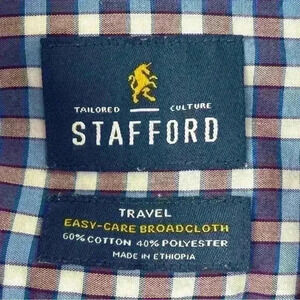 TAILORED CULTURE
STAFFORD
TRAVEL
EASY-CARE BROADCLOTH
60% COTTON 40% POLYESTER
MADE IN ETHIOPIA